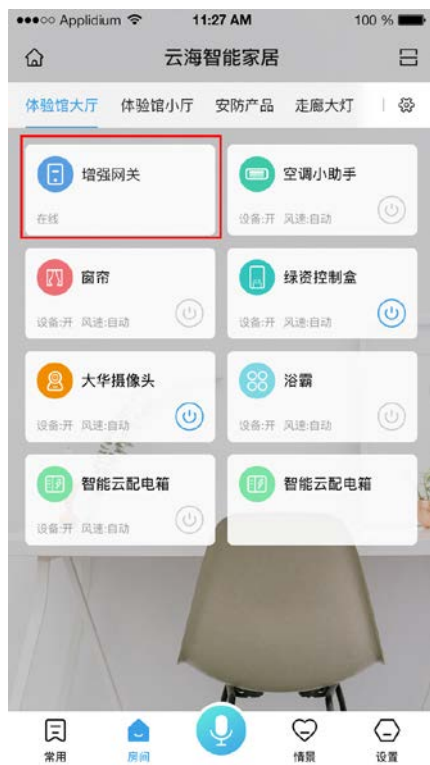 Applidium 11:27 AM 100 %
云海智能家居
体验馆大厅 体验馆小厅 安防产品 走廊大灯
增强网关 空调小助手
在线 设备:开 风速:自动
窗帘 绿资控制盒
设备:开 风速:自动 设备:开 风速:自动
大华摄像头 浴霸
设备:开 风速:自动 设备:开 风速:自动
智能云配电箱 智能云配电箱
设备:开 风速:自动
常用 房间 情景 设置